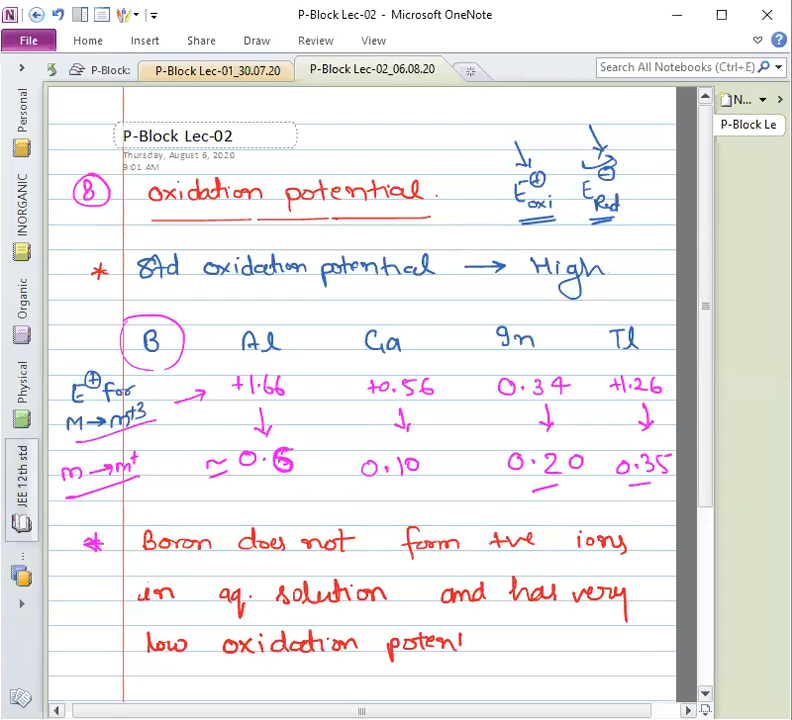 P-Block Lec-02 - Microsoft OneNote
File Home Insert Share Draw Review View
P-Block: P-Block Lec-01_30.07.20 P-Block Lec-02_06.08.20 Search All Notebooks (Ctrl+E)
N...
P-Block Le
Personal
INORGANIC
Organic
Physical
JEE 12th std
P-Block Lec-02
Thursday, August 6, 2020
9:01 AM
⑧ oxidation potential. E⊕oxi E⊖Red
* Std oxidation potential → High
B Al Ga In Tl
E⊕ for M→m+3 → +1.66 +0.56 0.34 +1.26
↓ ↓ ↓ ↓
m→m+ ≈ 0.6 0.10 0.20 0.35
* Boron does not form +ve ions
in aq. solution and has very
low oxidation poten